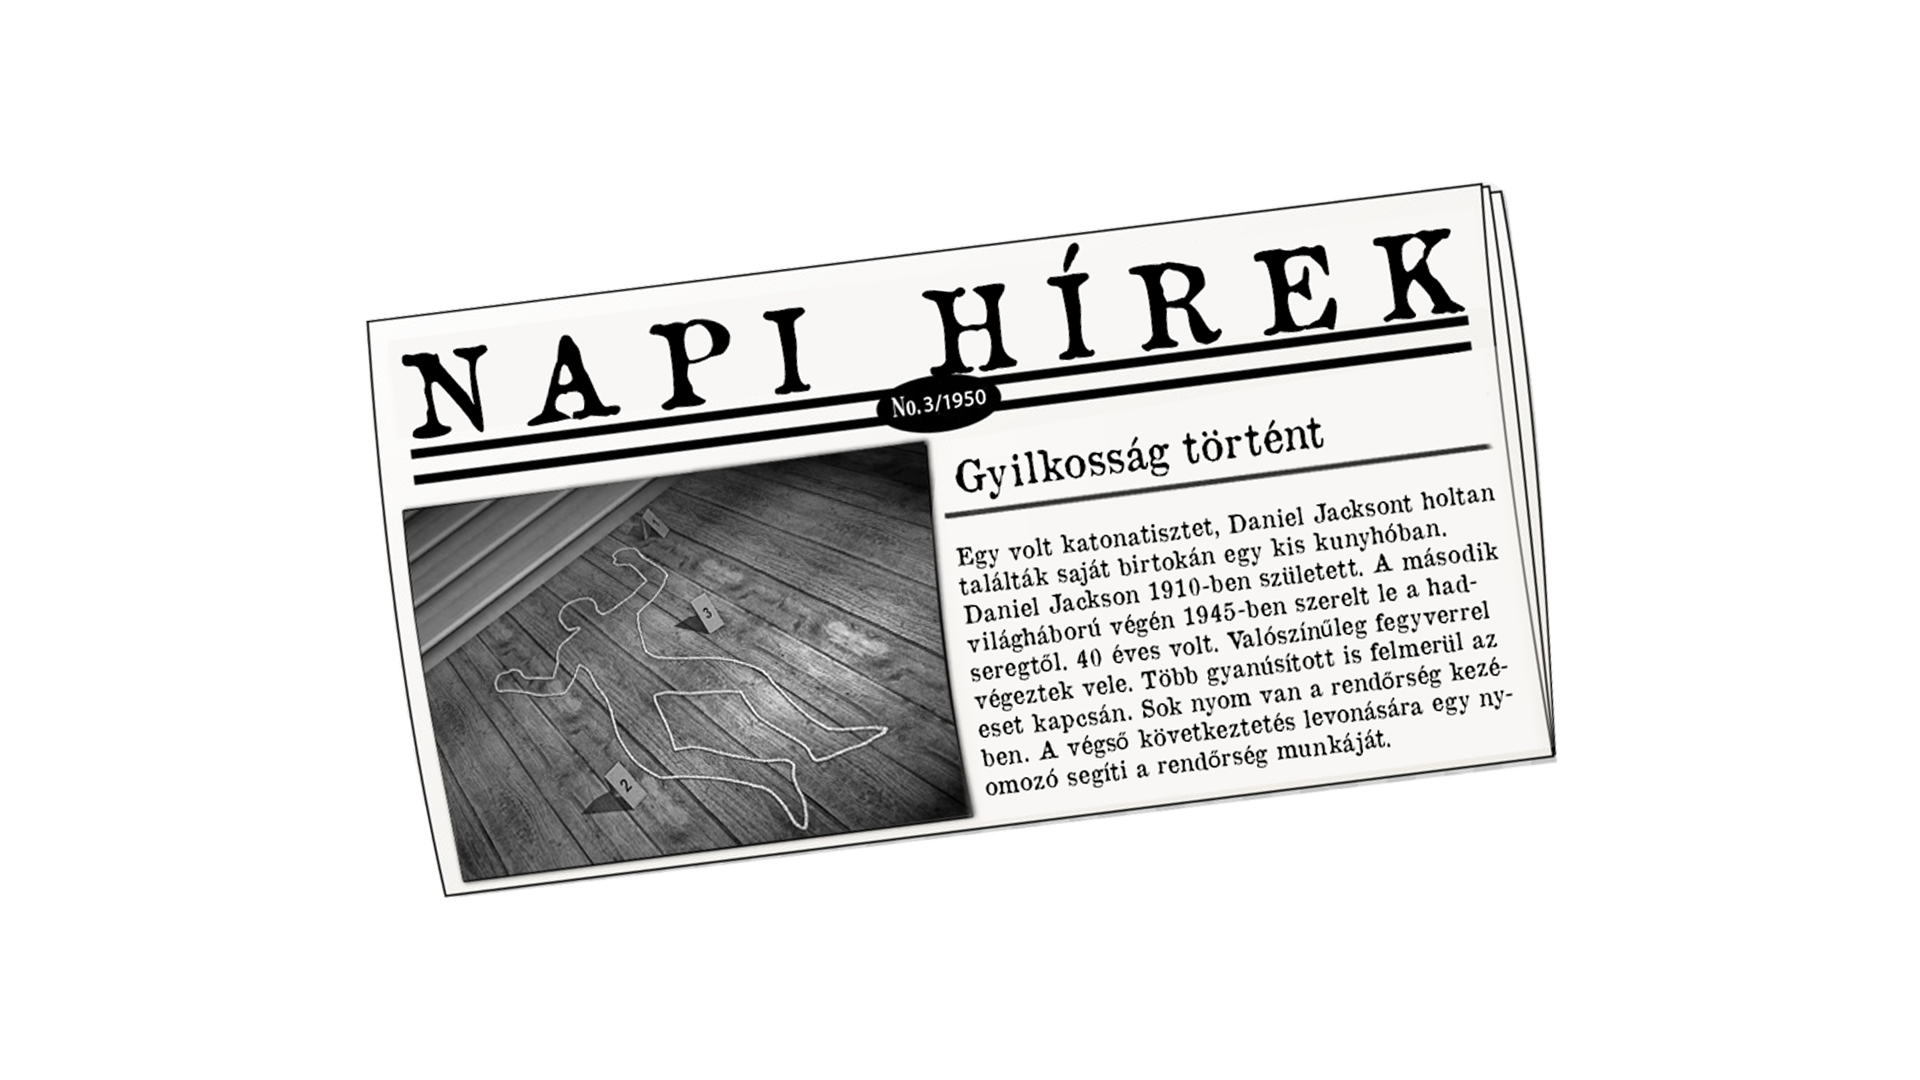 NAPI HÍREK
No.3/1950
Gyilkosság történt
Egy volt katonatisztet, Daniel Jacksont holtan
találták saját birtokán egy kis kunyhóban.
Daniel Jackson 1910-ben született. A második
világháború végén 1945-ben szerelt le a had-
seregtől. 40 éves volt. Valószínűleg fegyverrel
végeztek vele. Több gyanúsított is felmerül az
eset kapcsán. Sok nyom van a rendőrség kezé-
ben. A végső következtetés levonására egy ny-
omozó segíti a rendőrség munkáját.
3
2